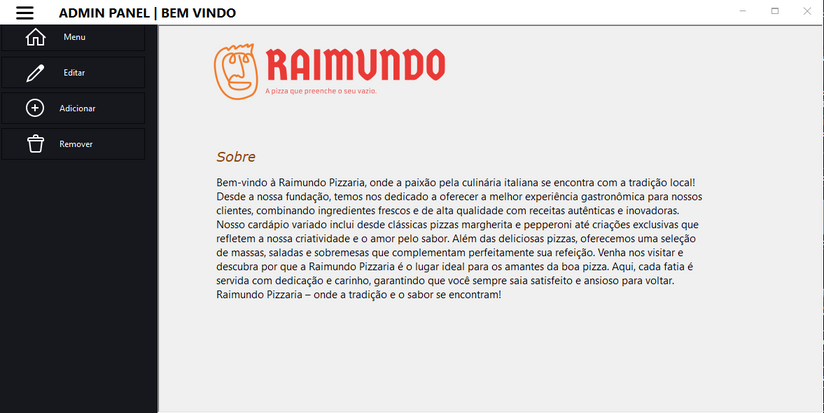 ADMIN PANEL | BEM VINDO
Menu
Editar
Adicionar
Remover
RAIMUNDO
A pizza que preenche o seu vazio.
Sobre
Bem-vindo à Raimundo Pizzaria, onde a paixão pela culinária italiana se encontra com a tradição local!
Desde a nossa fundação, temos nos dedicado a oferecer a melhor experiência gastronômica para nossos
clientes, combinando ingredientes frescos e de alta qualidade com receitas autênticas e inovadoras.
Nosso cardápio variado inclui desde clássicas pizzas margherita e pepperoni até criações exclusivas que
refletem a nossa criatividade e o amor pelo sabor. Além das deliciosas pizzas, oferecemos uma seleção
de massas, saladas e sobremesas que complementam perfeitamente sua refeição. Venha nos visitar e
descubra por que a Raimundo Pizzaria é o lugar ideal para os amantes da boa pizza. Aqui, cada fatia é
servida com dedicação e carinho, garantindo que você sempre saia satisfeito e ansioso para voltar.
Raimundo Pizzaria – onde a tradição e o sabor se encontram!